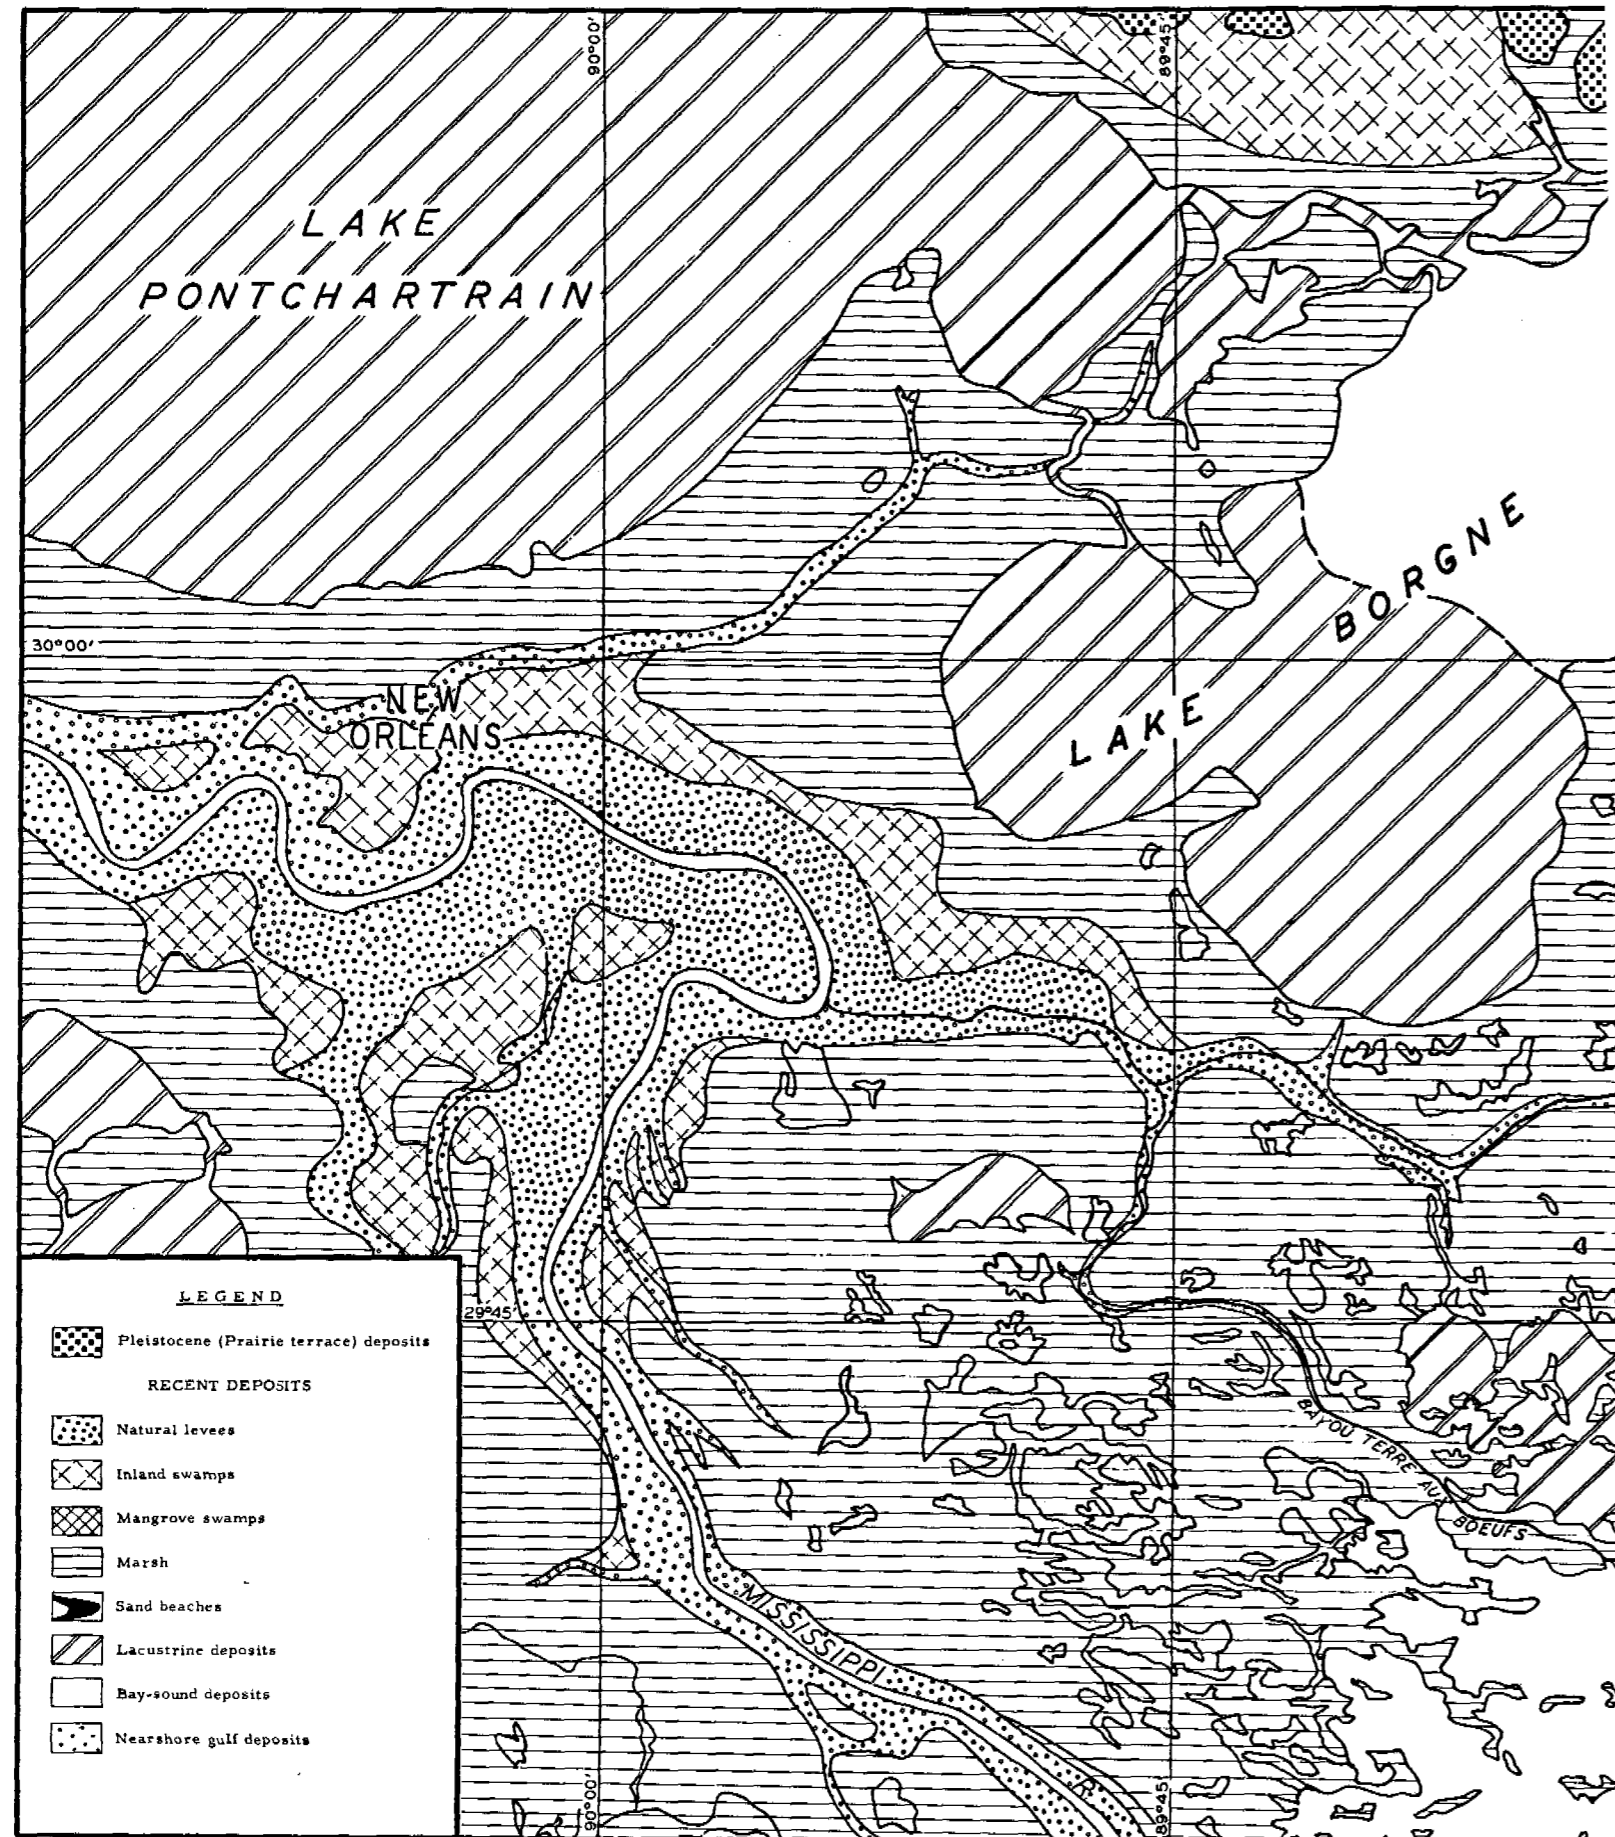 90°00'
89°45'
LAKE
PONTCHARTRAIN
BORGNE
30°00'
NEW
ORLEANS
LAKE
LEGEND
29°45'
Pleistocene (Prairie terrace) deposits
RECENT DEPOSITS
Natural levees
Inland swamps
Mangrove swamps
Marsh
Sand beaches
Lacustrine deposits
Bay-sound deposits
Nearshore gulf deposits
BAYOU TERRE AUX BOEUFS
MISSISSIPPI R.
90°00'
89°45'